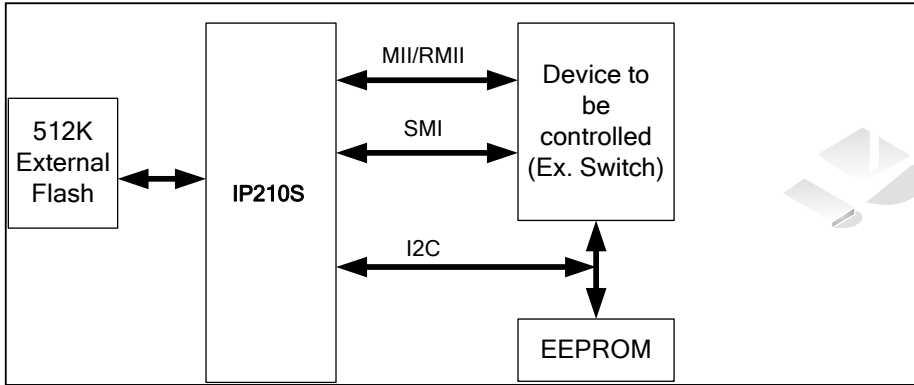 512K
External
Flash
IP210S
MII/RMII
SMI
I2C
Device to
be
controlled
(Ex. Switch)
EEPROM